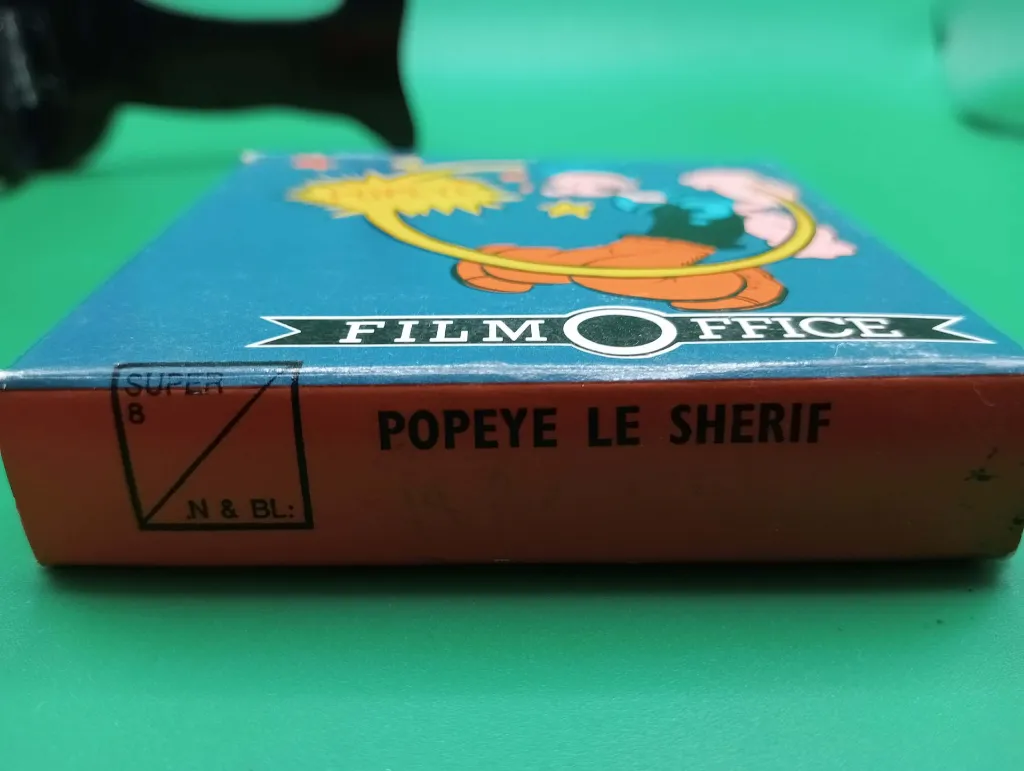 FILM OFFICE
SUPER
8
N & BL:
POPEYE LE SHERIF